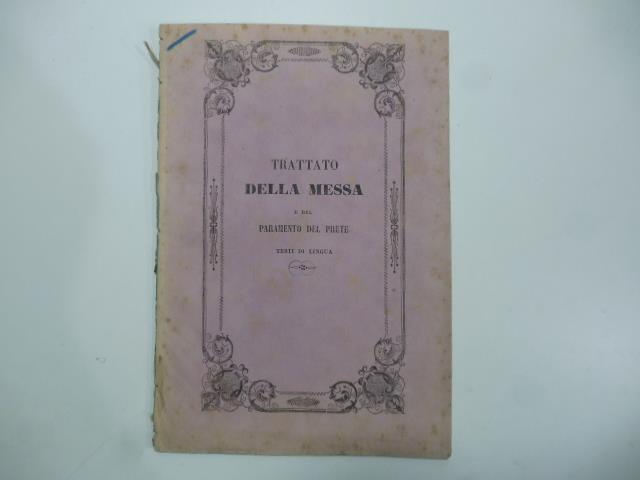 TRATTATO
DELLA MESSA
E DEL
PARAMENTO DEL PRETE
TESTI DI LINGUA